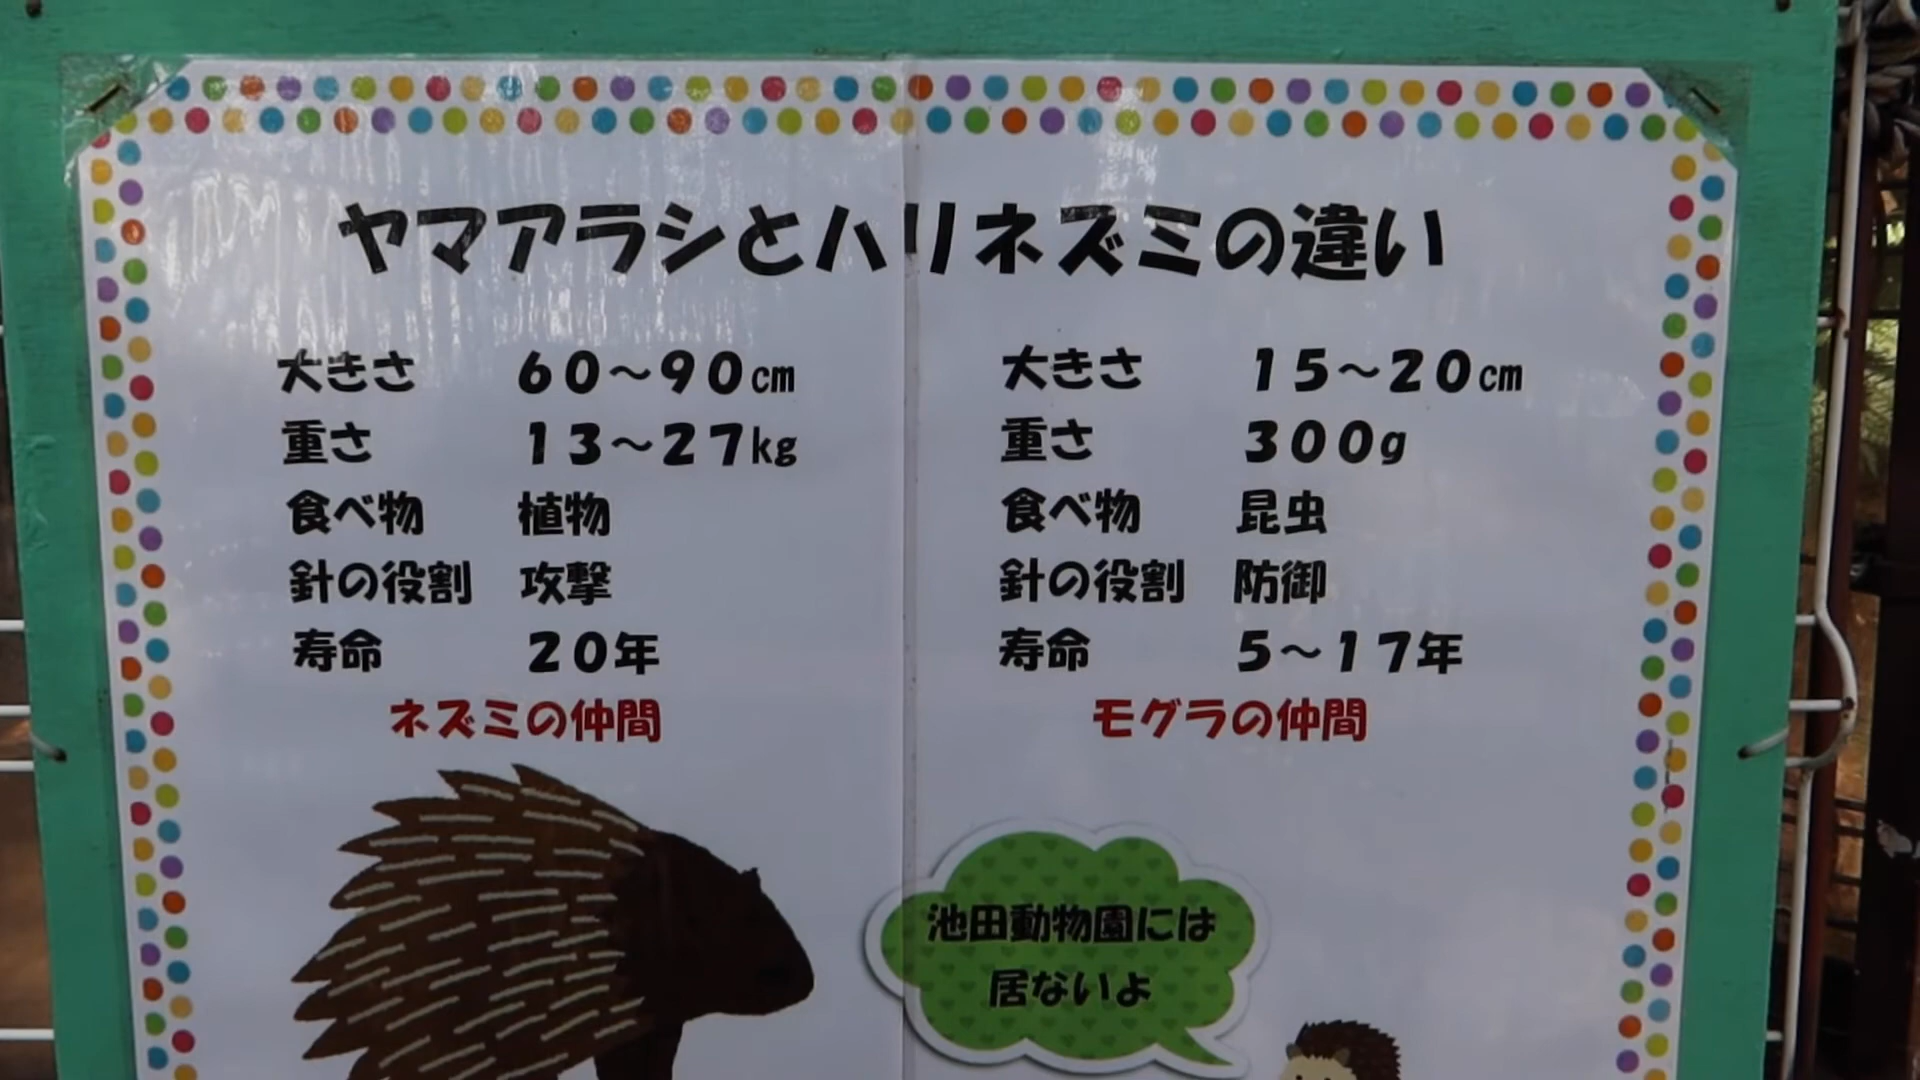 ヤマアラシとハリネズミの違い
大きさ 60～90cm
重さ 13～27kg
食べ物 植物
針の役割 攻撃
寿命 20年
ネズミの仲間
大きさ 15～20cm
重さ 300g
食べ物 昆虫
針の役割 防御
寿命 5～17年
モグラの仲間
池田動物園には
居ないよ